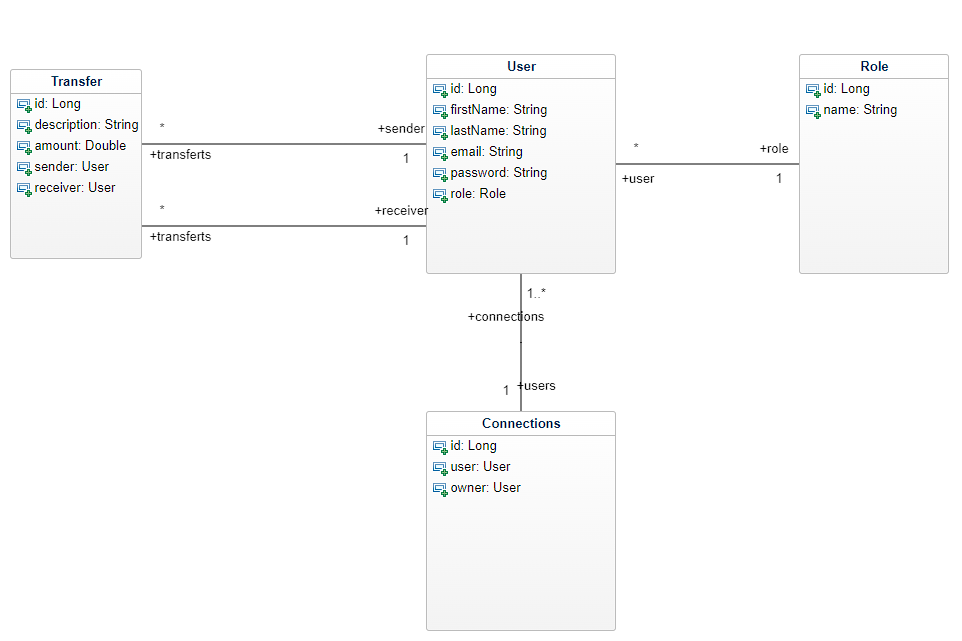 Transfer
id: Long
description: String
amount: Double
sender: User
receiver: User
*
+transferts
+sender
1
*
+transferts
+receiver
1
User
id: Long
firstName: String
lastName: String
email: String
password: String
role: Role
*
+user
+role
1
Role
id: Long
name: String
1..*
+connections
1
+users
Connections
id: Long
user: User
owner: User